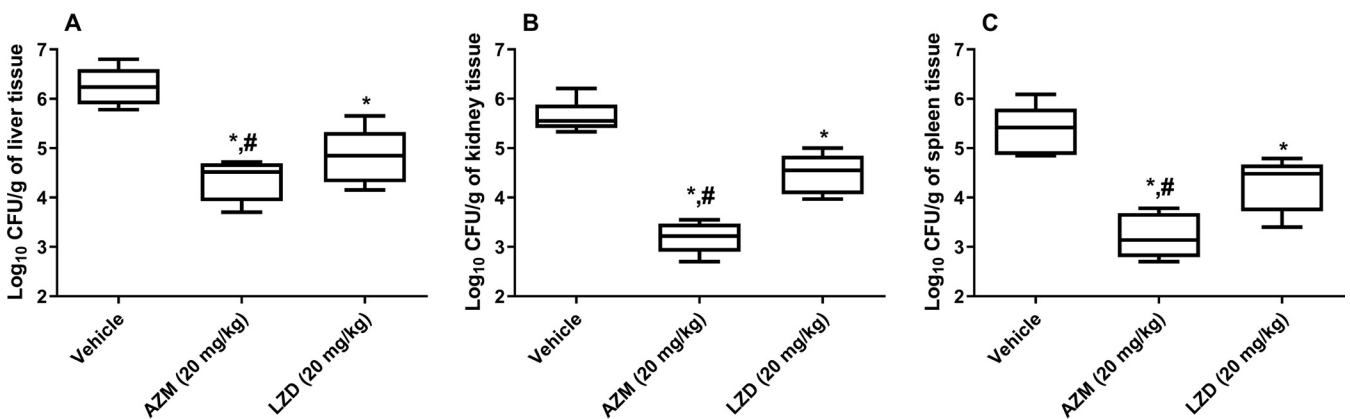 A
Log10 CFU/g of liver tissue
7
6
5
4
3
2
*,#
*
Vehicle
AZM (20 mg/kg)
LZD (20 mg/kg)
B
Log10 CFU/g of kidney tissue
7
6
5
4
3
2
*,#
*
Vehicle
AZM (20 mg/kg)
LZD (20 mg/kg)
C
Log10 CFU/g of spleen tissue
7
6
5
4
3
2
*,#
*
Vehicle
AZM (20 mg/kg)
LZD (20 mg/kg)